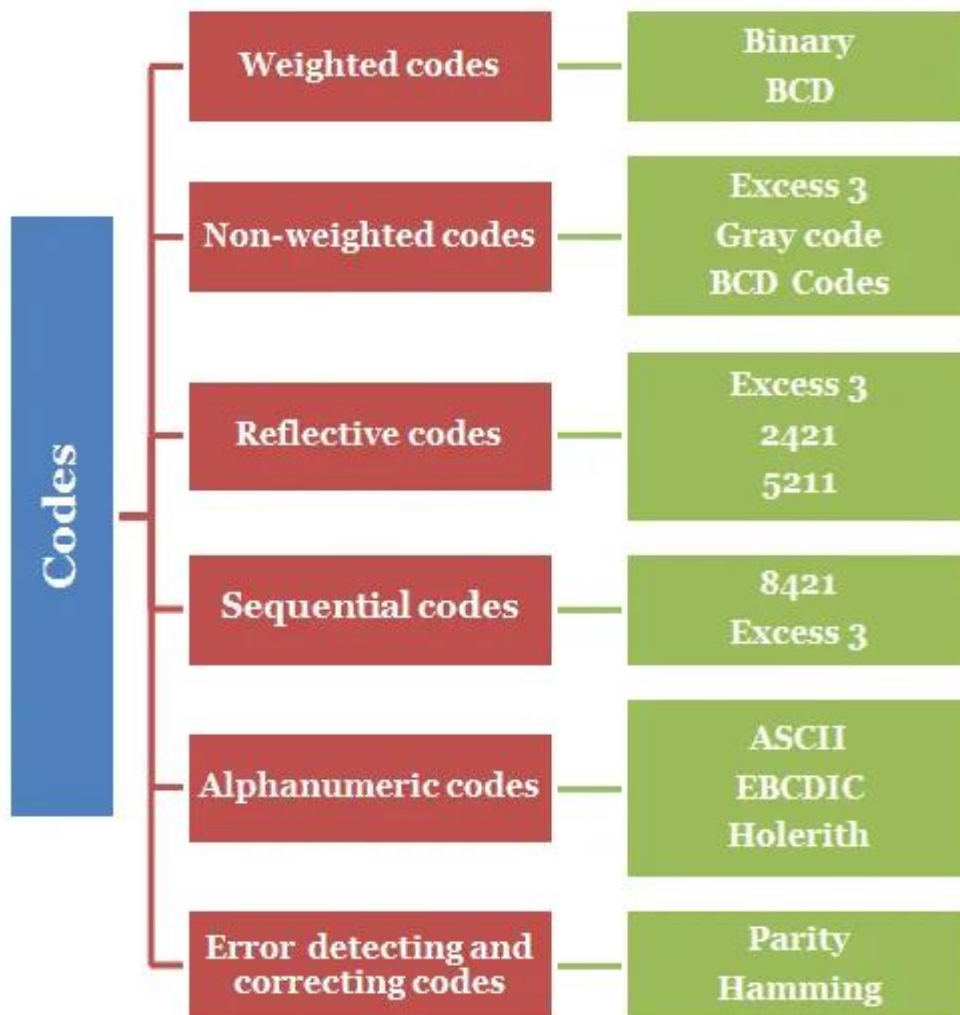 Codes
Weighted codes
Binary
BCD
Non-weighted codes
Excess 3
Gray code
BCD Codes
Reflective codes
Excess 3
2421
5211
Sequential codes
8421
Excess 3
Alphanumeric codes
ASCII
EBCDIC
Holerith
Error detecting and
correcting codes
Parity
Hamming